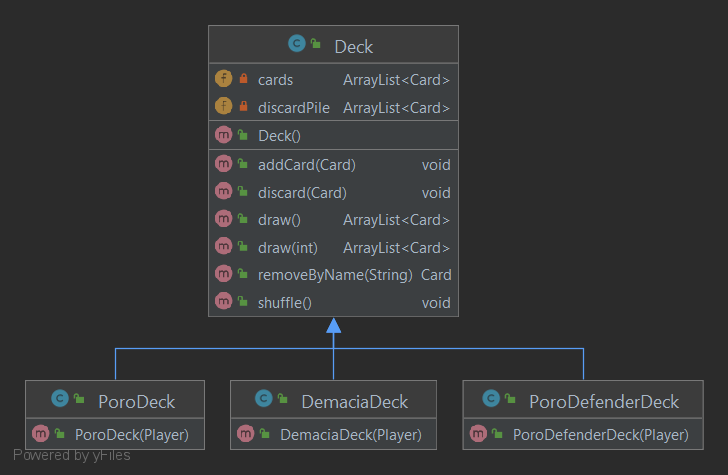 Deck
cards ArrayList<Card>
discardPile ArrayList<Card>
Deck()
addCard(Card) void
discard(Card) void
draw() ArrayList<Card>
draw(int) ArrayList<Card>
removeByName(String) Card
shuffle() void
PoroDeck DemaciaDeck PoroDefenderDeck
PoroDeck(Player) DemaciaDeck(Player) PoroDefenderDeck(Player)
Powered by yFiles